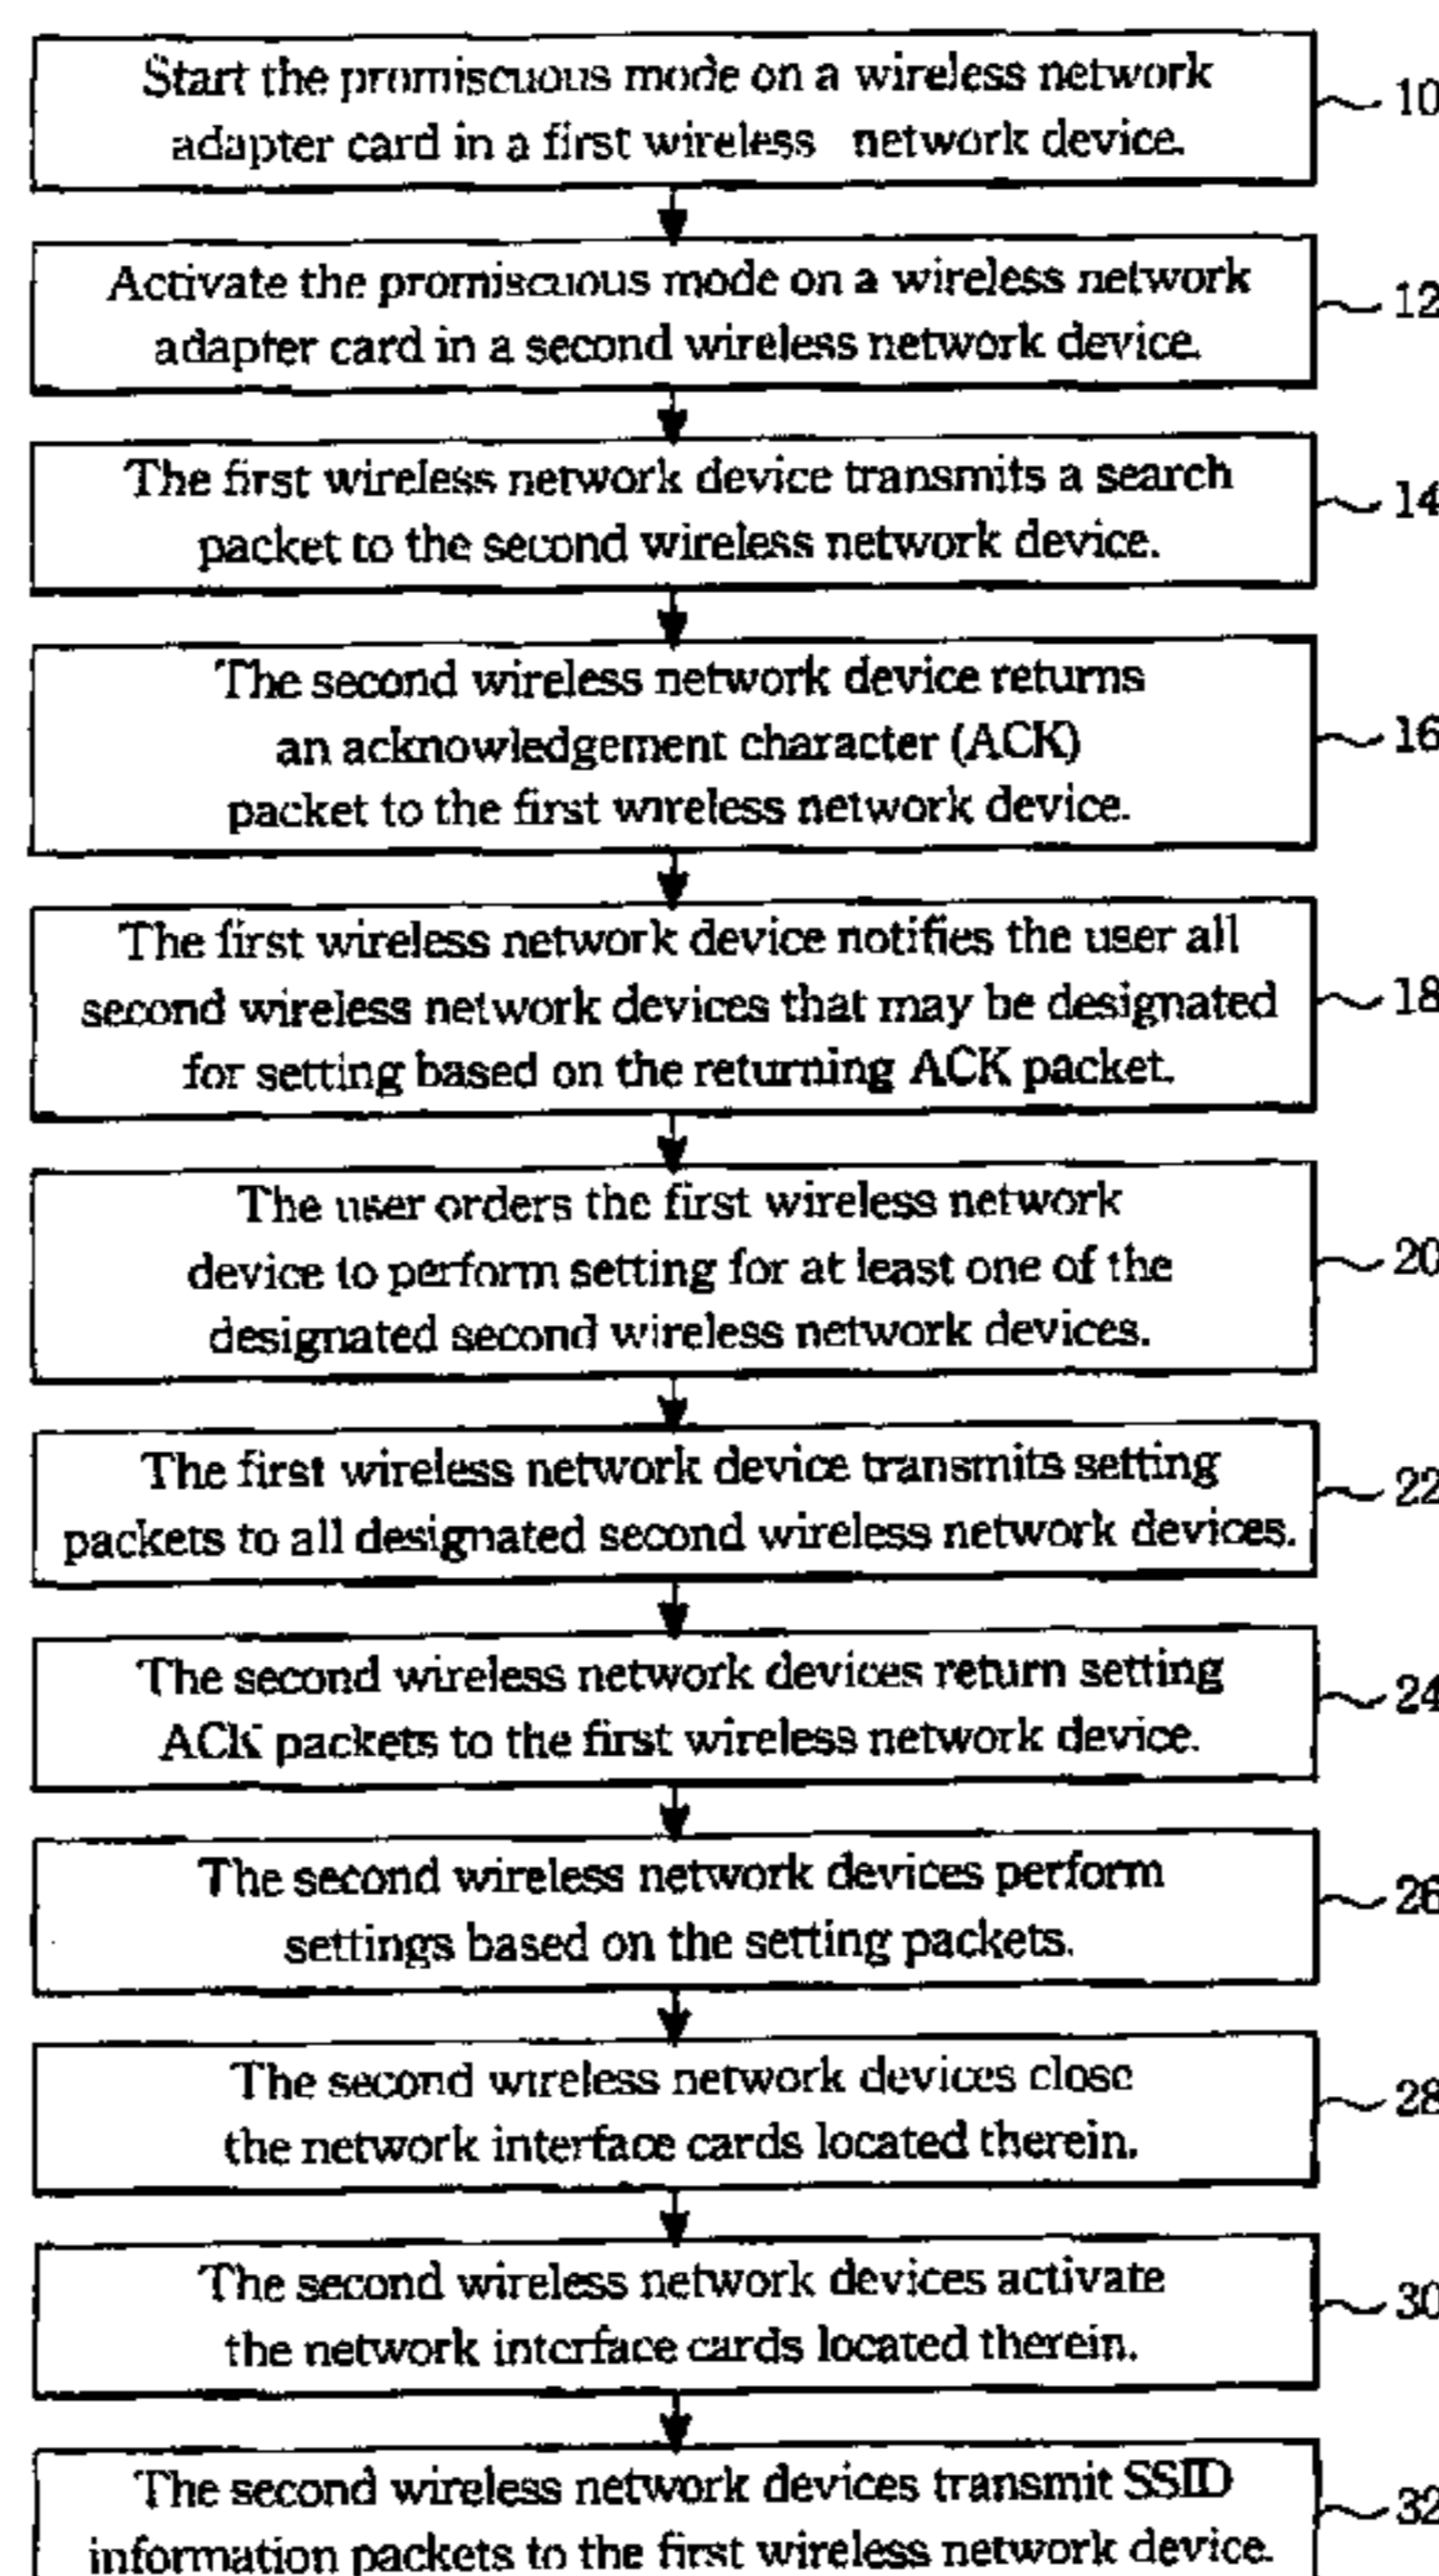 Start the promiscuous mode on a wireless network
adapter card in a first wireless network device.
10
Activate the promiscuous mode on a wireless network
adapter card in a second wireless network device.
12
The first wireless network device transmits a search
packet to the second wireless network device.
14
The second wireless network device returns
an acknowledgement character (ACK)
packet to the first wireless network device.
16
The first wireless network device notifies the user all
second wireless network devices that may be designated
for setting based on the returning ACK packet.
18
The user orders the first wireless network
device to perform setting for at least one of the
designated second wireless network devices.
20
The first wireless network device transmits setting
packets to all designated second wireless network devices.
22
The second wireless network devices return setting
ACK packets to the first wireless network device.
24
The second wireless network devices perform
settings based on the setting packets.
26
The second wireless network devices close
the network interface cards located therein.
28
The second wireless network devices activate
the network interface cards located therein.
30
The second wireless network devices transmit SSID
information packets to the first wireless network device.
32